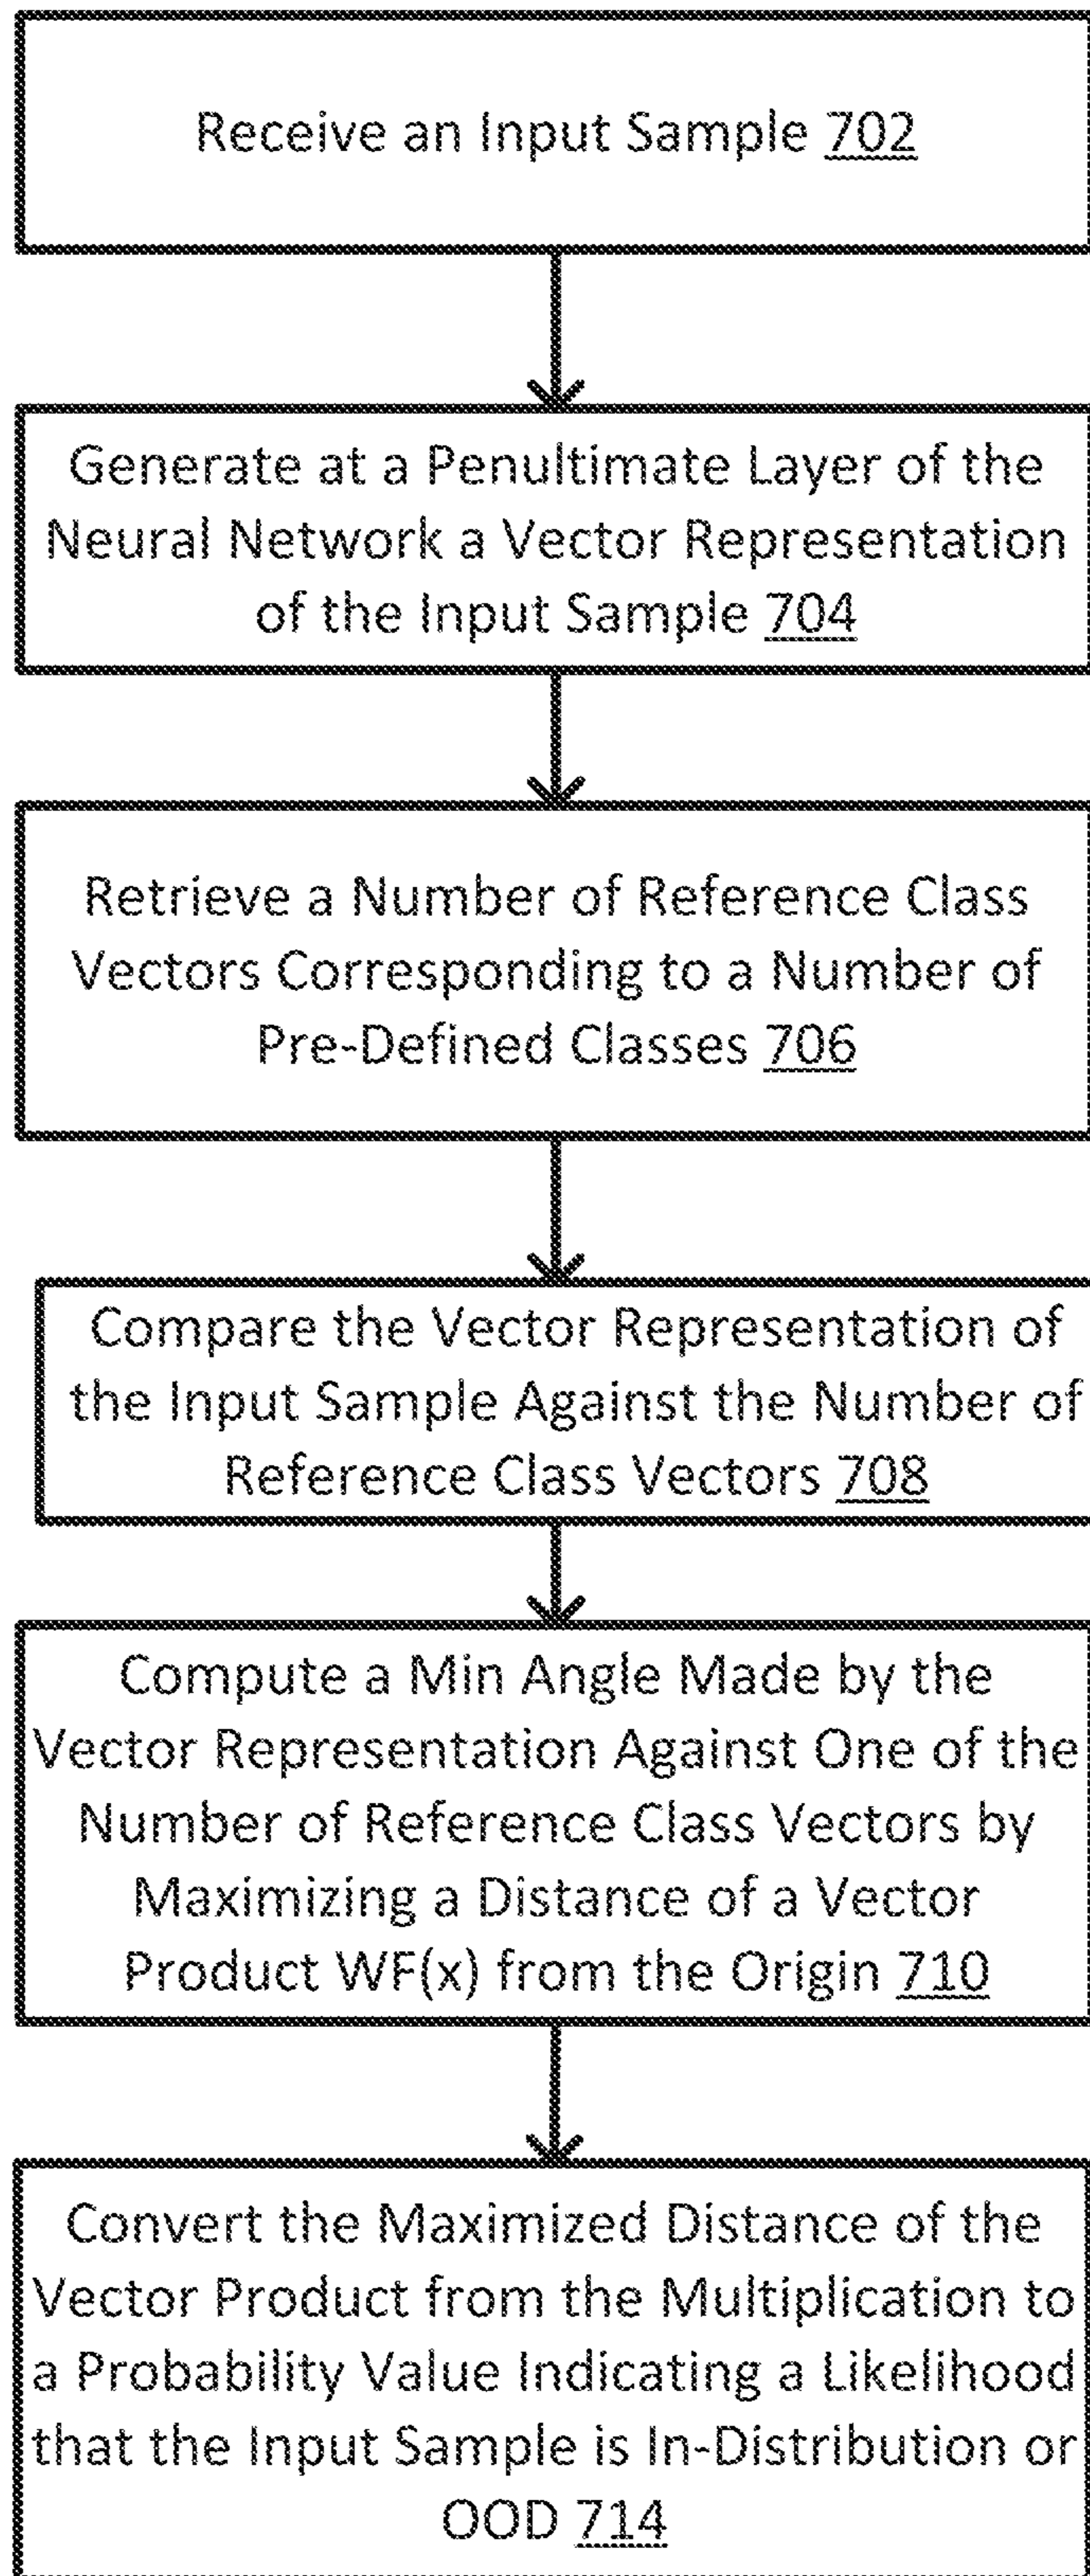 Receive an Input Sample 702
Generate at a Penultimate Layer of the
Neural Network a Vector Representation
of the Input Sample 704
Retrieve a Number of Reference Class
Vectors Corresponding to a Number of
Pre-Defined Classes 706
Compare the Vector Representation of
the Input Sample Against the Number of
Reference Class Vectors 708
Compute a Min Angle Made by the
Vector Representation Against One of the
Number of Reference Class Vectors by
Maximizing a Distance of a Vector
Product WF(x) from the Origin 710
Convert the Maximized Distance of the
Vector Product from the Multiplication to
a Probability Value Indicating a Likelihood
that the Input Sample is In-Distribution or
OOD 714